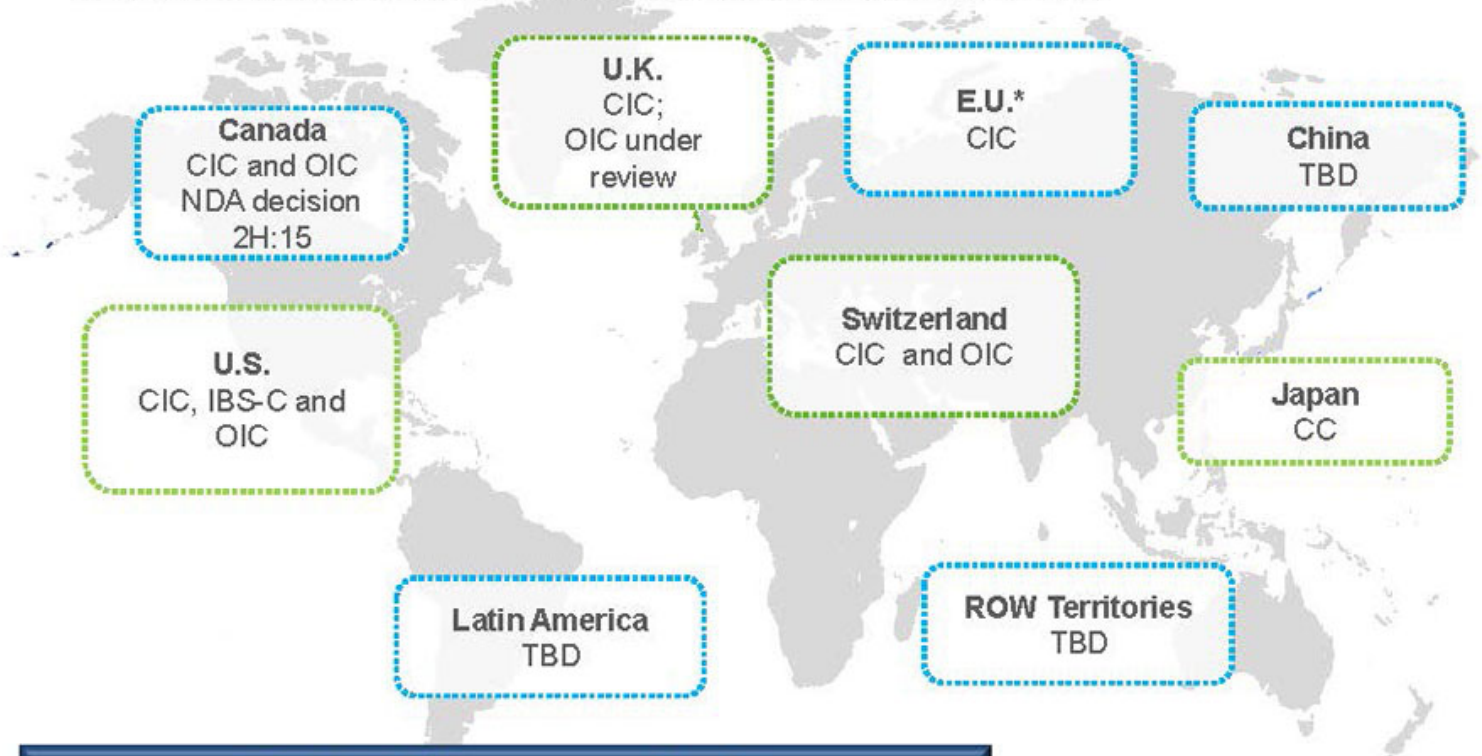 U.K.
CIC;
OIC under
review
E.U.*
CIC
China
TBD
Canada
CIC and OIC
NDA decision
2H:15
Switzerland
CIC and OIC
U.S.
CIC, IBS-C and
OIC
Japan
CC
Latin America
TBD
ROW Territories
TBD